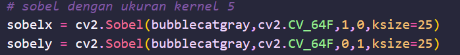 # sobel dengan ukuran kernel 5
sobelx = cv2.Sobel(bubblecatgray,cv2.CV_64F,1,0,ksize=25)
sobely = cv2.Sobel(bubblecatgray,cv2.CV_64F,0,1,ksize=25)